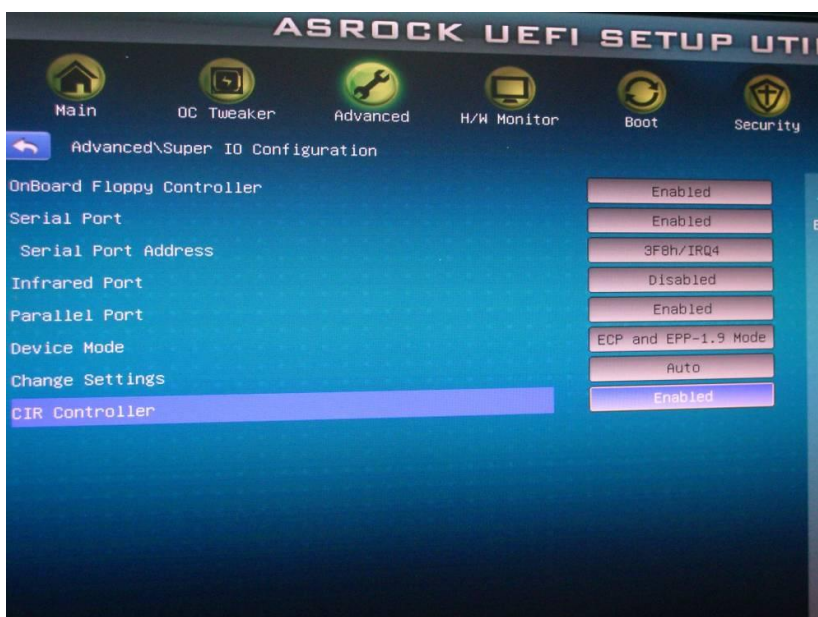 ASROCK UEFI SETUP UTI
Main OC Tweaker Advanced H/W Monitor Boot Security
Advanced\Super IO Configuration
OnBoard Floppy Controller Enabled
Serial Port Enabled
Serial Port Address 3F8h/IRQ4
Infrared Port Disabled
Parallel Port Enabled
Device Mode ECP and EPP-1.9 Mode
Change Settings Auto
CIR Controller Enabled